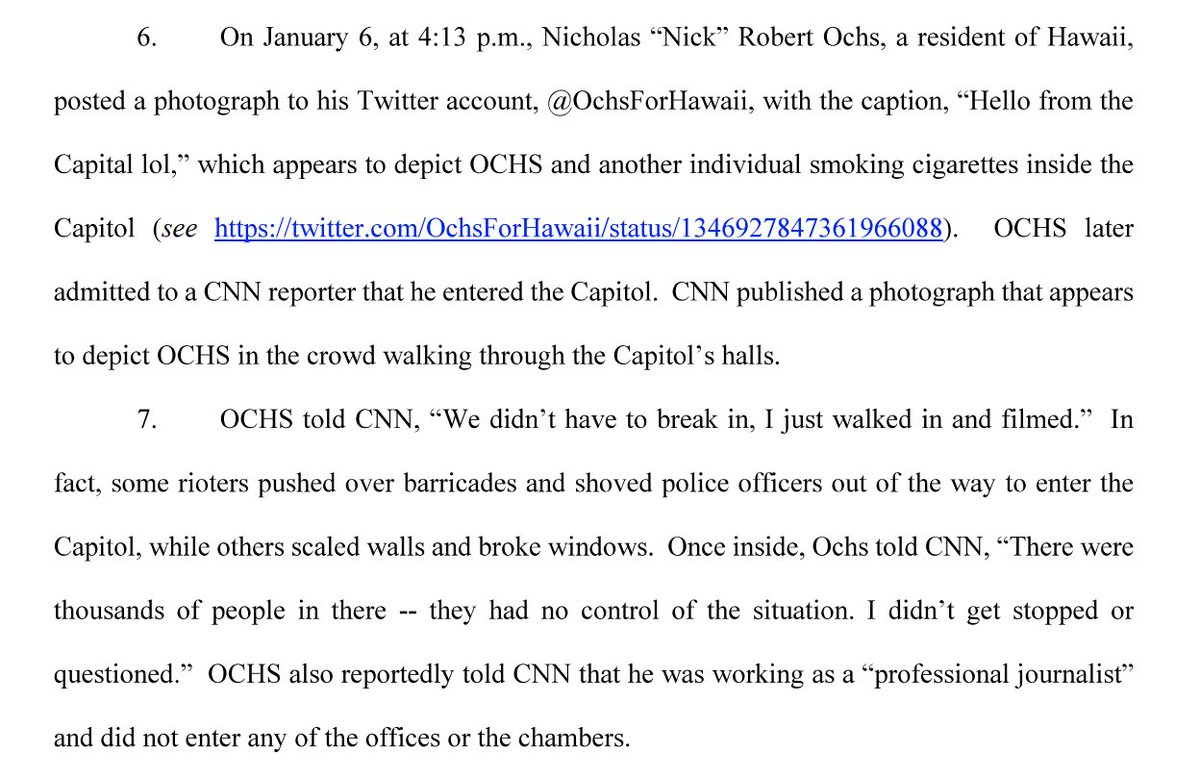 6. On January 6, at 4:13 p.m., Nicholas “Nick” Robert Ochs, a resident of Hawaii,
posted a photograph to his Twitter account, @OchsForHawaii, with the caption, “Hello from the
Capital lol,” which appears to depict OCHS and another individual smoking cigarettes inside the
Capitol (see https://twitter.com/OchsForHawaii/status/1346927847361966088). OCHS later
admitted to a CNN reporter that he entered the Capitol. CNN published a photograph that appears
to depict OCHS in the crowd walking through the Capitol’s halls.
7. OCHS told CNN, “We didn’t have to break in, I just walked in and filmed.” In
fact, some rioters pushed over barricades and shoved police officers out of the way to enter the
Capitol, while others scaled walls and broke windows. Once inside, Ochs told CNN, “There were
thousands of people in there -- they had no control of the situation. I didn’t get stopped or
questioned.” OCHS also reportedly told CNN that he was working as a “professional journalist”
and did not enter any of the offices or the chambers.